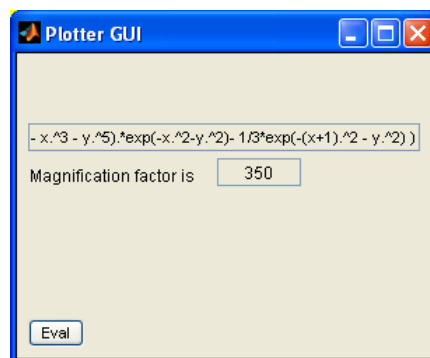 Plotter GUI
- x.^3 - y.^5).*exp(-x.^2-y.^2)- 1/3*exp(-(x+1).^2 - y.^2) )
Magnification factor is 350
Eval